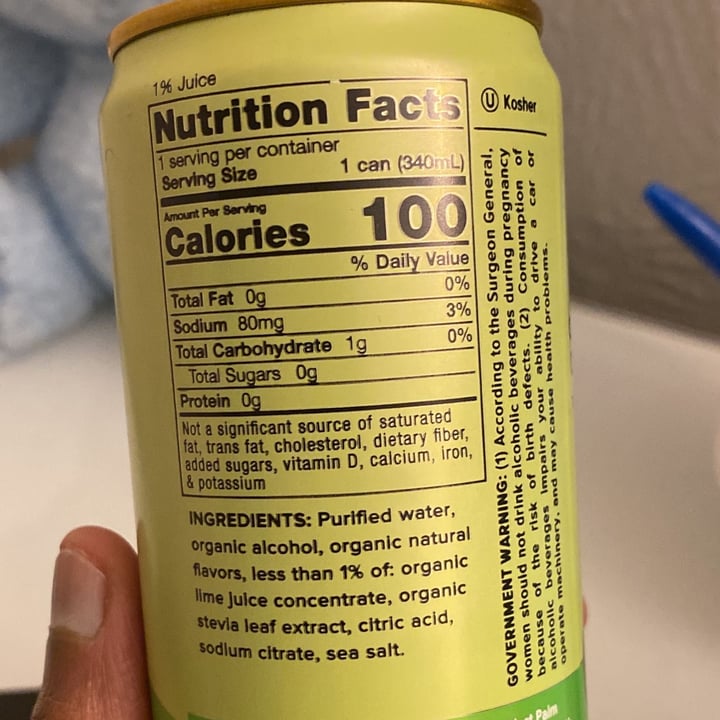 1% Juice
Nutrition Facts
1 serving per container
Serving Size 1 can (340mL)
Amount Per Serving
Calories 100
% Daily Value
Total Fat 0g 0%
Sodium 80mg 3%
Total Carbohydrate 1g 0%
Total Sugars 0g
Protein 0g
Not a significant source of saturated
fat, trans fat, cholesterol, dietary fiber,
added sugars, vitamin D, calcium, iron,
& potassium
INGREDIENTS: Purified water,
organic alcohol, organic natural
flavors, less than 1% of: organic
lime juice concentrate, organic
stevia leaf extract, citric acid,
sodium citrate, sea salt.
U Kosher
GOVERNMENT WARNING: (1) According to the Surgeon General,
women should not drink alcoholic beverages during pregnancy
because of the risk of birth defects. (2) Consumption of
alcoholic beverages impairs your ability to drive a car or
operate machinery, and may cause health problems.
Palm